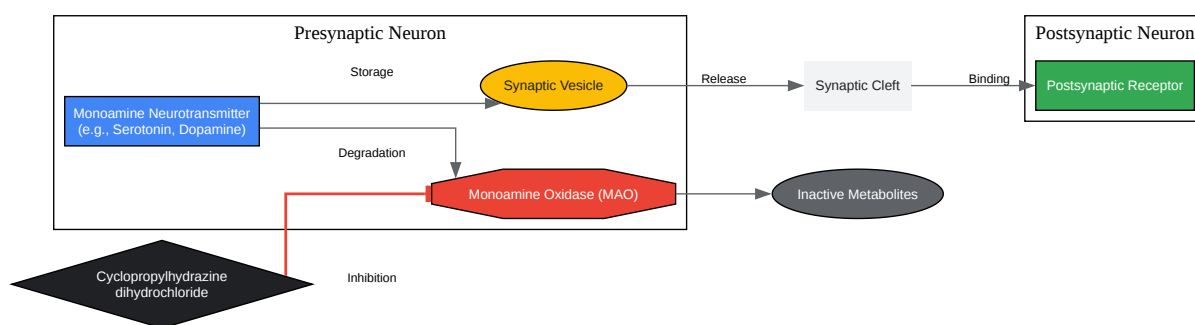 Presynaptic Neuron
Postsynaptic Neuron
Storage
Synaptic Vesicle
Release
Synaptic Cleft
Binding
Postsynaptic Receptor
Monoamine Neurotransmitter
(e.g., Serotonin, Dopamine)
Degradation
Monoamine Oxidase (MAO)
Inactive Metabolites
Cyclopropylhydrazine
dihydrochloride
Inhibition